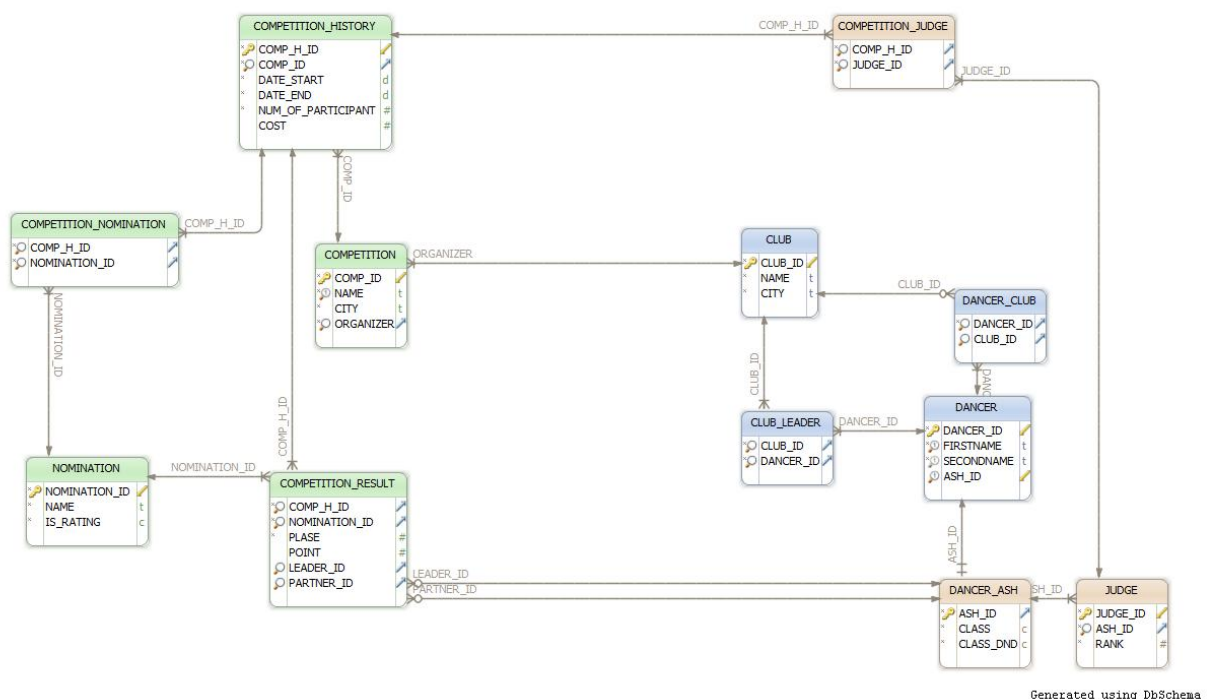 COMPETITION_HISTORY
COMP_H_ID
COMP_ID
DATE_START d
DATE_END d
NUM_OF_PARTICIPANT #
COST #
COMP_H_ID
COMPETITION_JUDGE
COMP_H_ID
JUDGE_ID
JUDGE_ID
COMP_ID
COMPETITION_NOMINATION
COMP_H_ID
NOMINATION_ID
COMP_H_ID
COMPETITION
COMP_ID
NAME t
CITY t
ORGANIZER
ORGANIZER
CLUB
CLUB_ID
NAME t
CITY t
CLUB_ID
DANCER_CLUB
DANCER_ID
CLUB_ID
NOMINATION_ID
CLUB_ID
DANC
CLUB_LEADER
CLUB_ID
DANCER_ID
DANCER_ID
DANCER
DANCER_ID
FIRSTNAME t
SECONDNAME t
ASH_ID
COMP_H_ID
NOMINATION
NOMINATION_ID
NAME t
IS_RATING c
NOMINATION_ID
COMPETITION_RESULT
COMP_H_ID
NOMINATION_ID
PLASE #
POINT #
LEADER_ID
PARTNER_ID
LEADER_ID
PARTNER_ID
ASH_ID
DANCER_ASH
ASH_ID
CLASS c
CLASS_DND c
SH_ID
JUDGE
JUDGE_ID
ASH_ID
RANK #
Generated using DbSchema